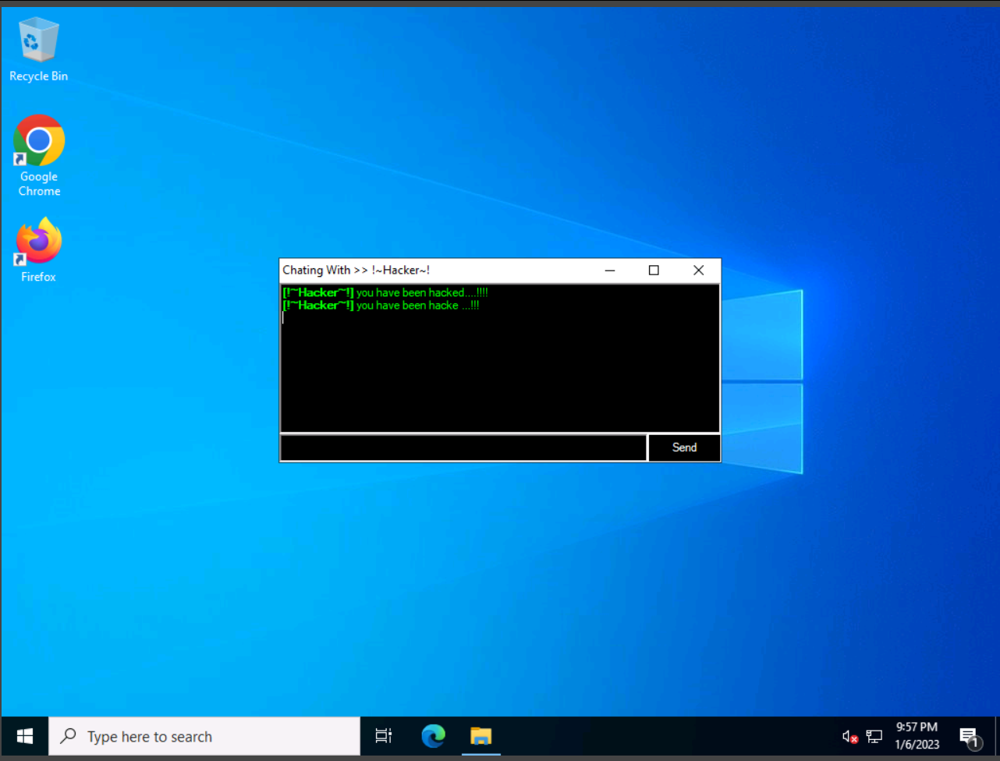 Recycle Bin
Google
Chrome
Firefox
Chating With >> !~Hacker~!
[!~Hacker~!] you have been hacked....!!!!
[!~Hacker~!] you have been hacke ...!!!
Send
Type here to search
9:57 PM
1/6/2023
1